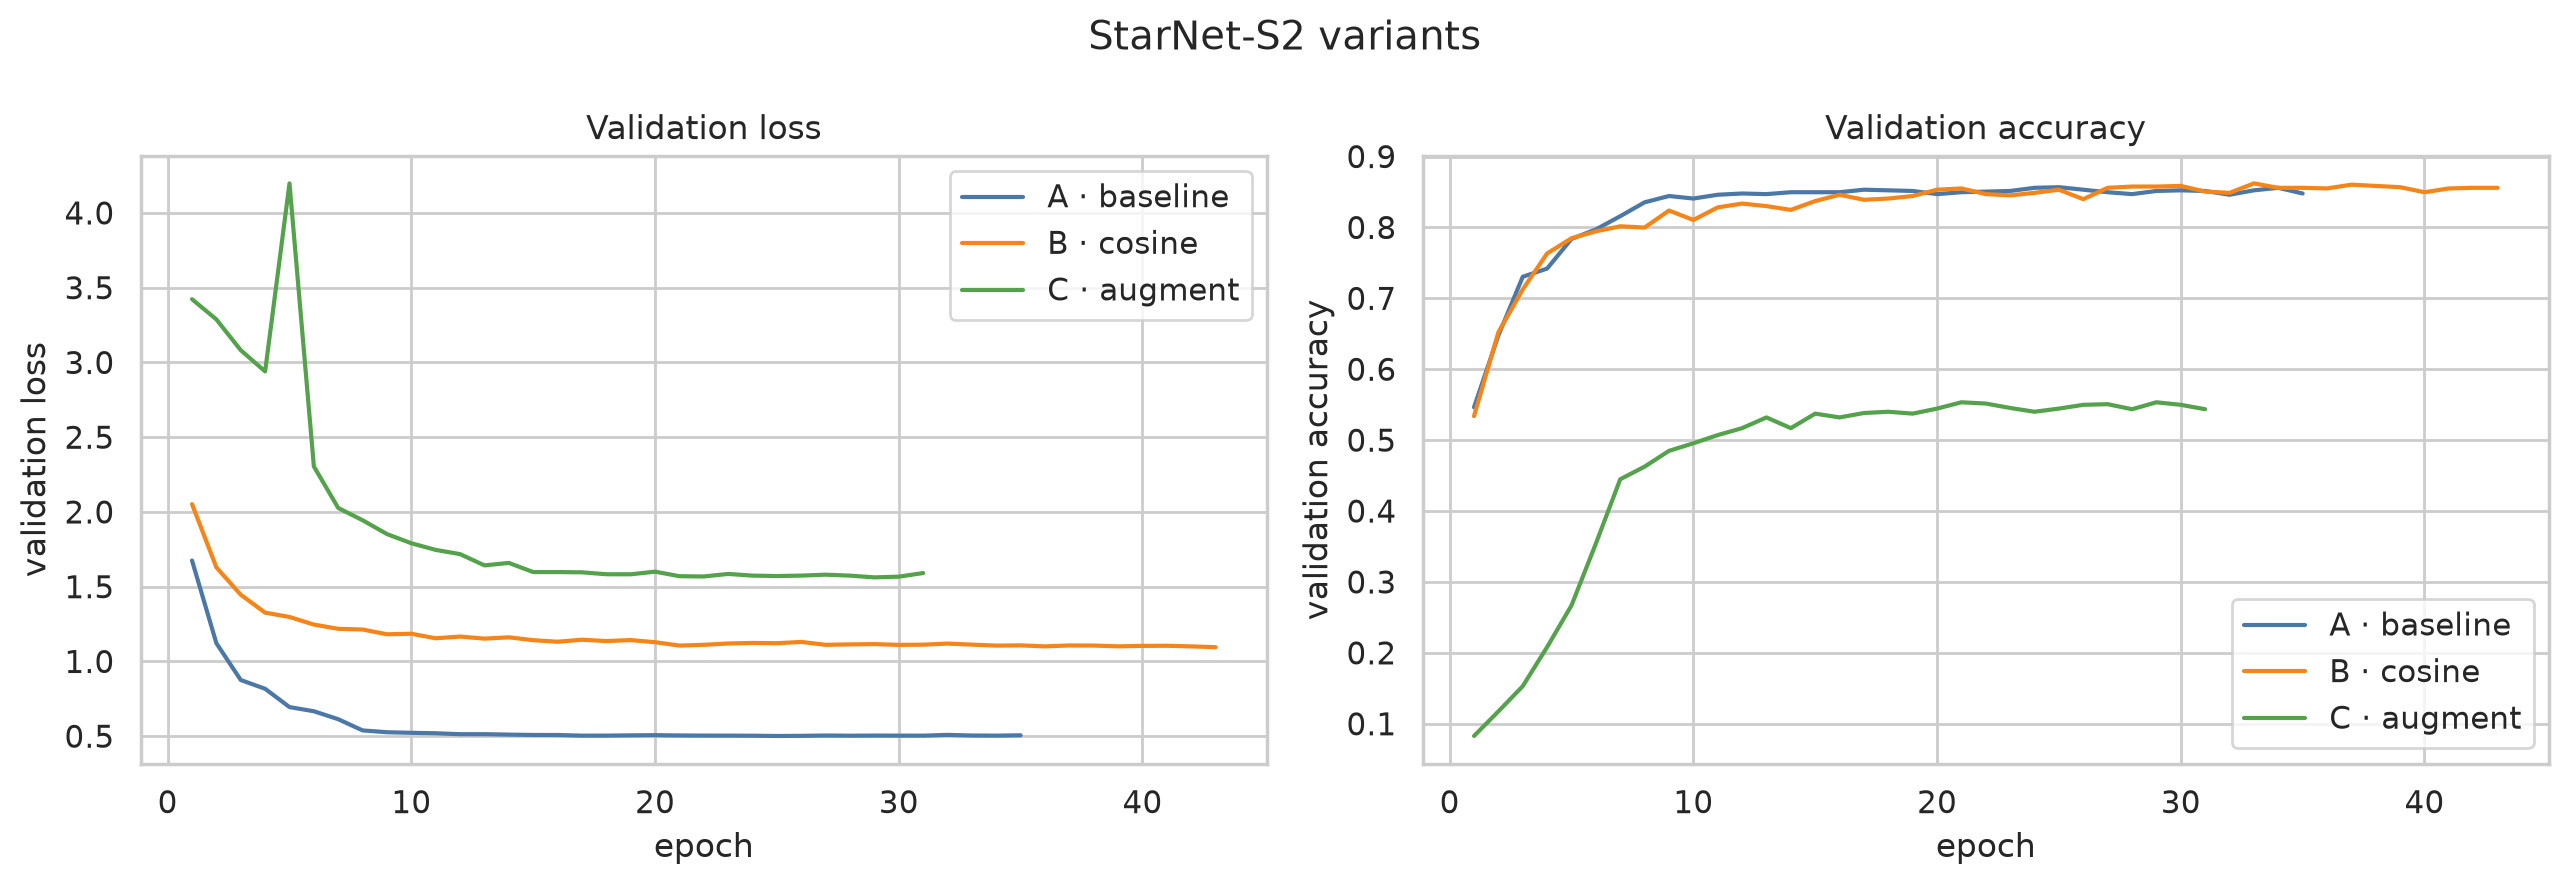 StarNet-S2 variants
Validation loss
4.0
3.5
3.0
2.5
2.0
1.5
1.0
0.5
validation loss
0
10
20
30
40
epoch
A · baseline
B · cosine
C · augment
Validation accuracy
0.9
0.8
0.7
0.6
0.5
0.4
0.3
0.2
0.1
validation accuracy
0
10
20
30
40
epoch
A · baseline
B · cosine
C · augment